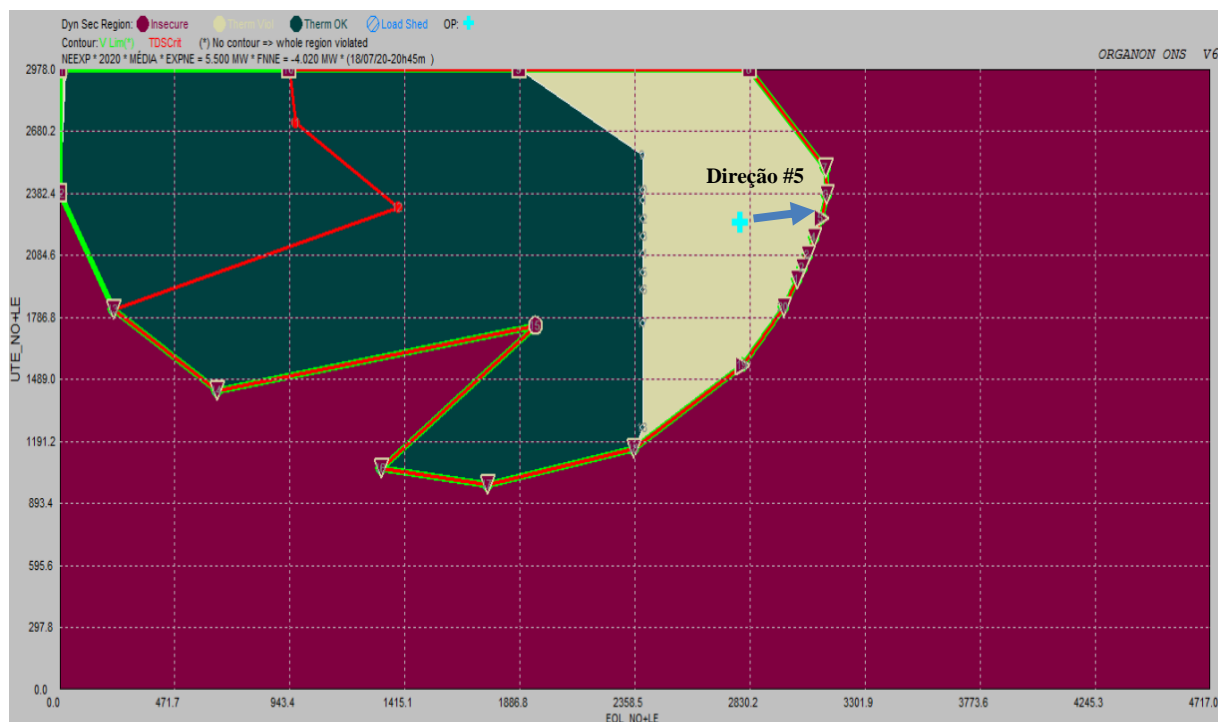 Dyn Sec Region: Insecure Therm Viol Therm OK Load Shed OP:
Contour: V Lim(*) TDSCrit (*) No contour => whole region violated
NEEXP * 2020 * MÉDIA * EXPNE = 5.500 MW * FNNE = -4.020 MW * (18/07/20-20h45m )
ORGANON ONS V6
2978.0
2680.2
2382.4
2084.6
1786.8
1489.0
1191.2
893.4
595.6
297.8
0.0
UTE_NO+LE
Direção #5
0.0 471.7 943.4 1415.1 1886.8 2358.5 2830.2 3301.9 3773.6 4245.3 4717.0
EOL_NO+LE